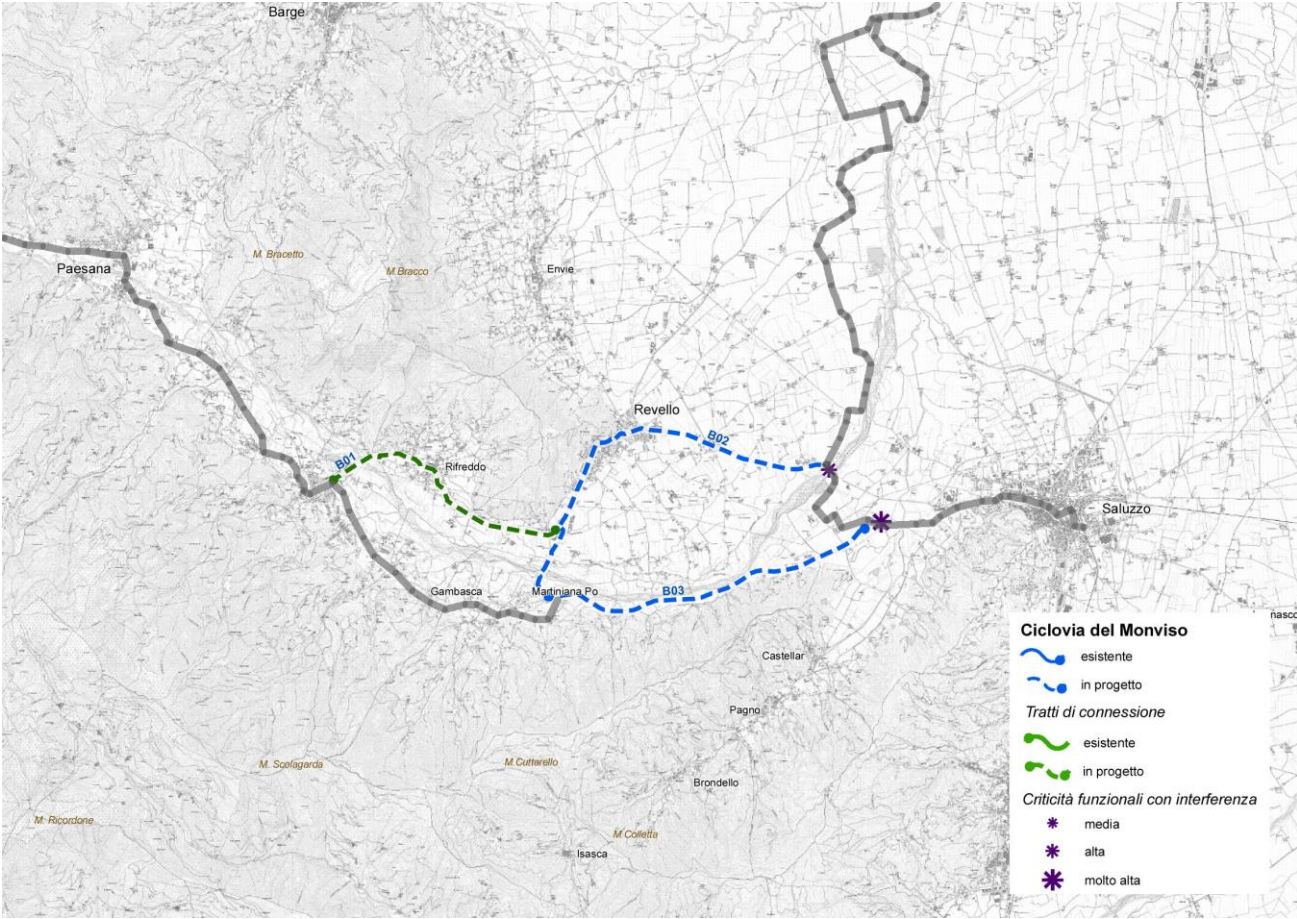 Barge
M. Bracetto
Paesana
M.Bracco
Envie
Revello
B02
B01
Rifreddo
Saluzzo
Gambasca
Martiniana Po
B03
Castellar
Pagno
M. Scolagarda
M.Cuttarello
Brondello
M. Ricordone
M.Colletta
Isasca
nasco
Ciclovia del Monviso
esistente
in progetto
Tratti di connessione
esistente
in progetto
Criticità funzionali con interferenza
media
alta
molto alta